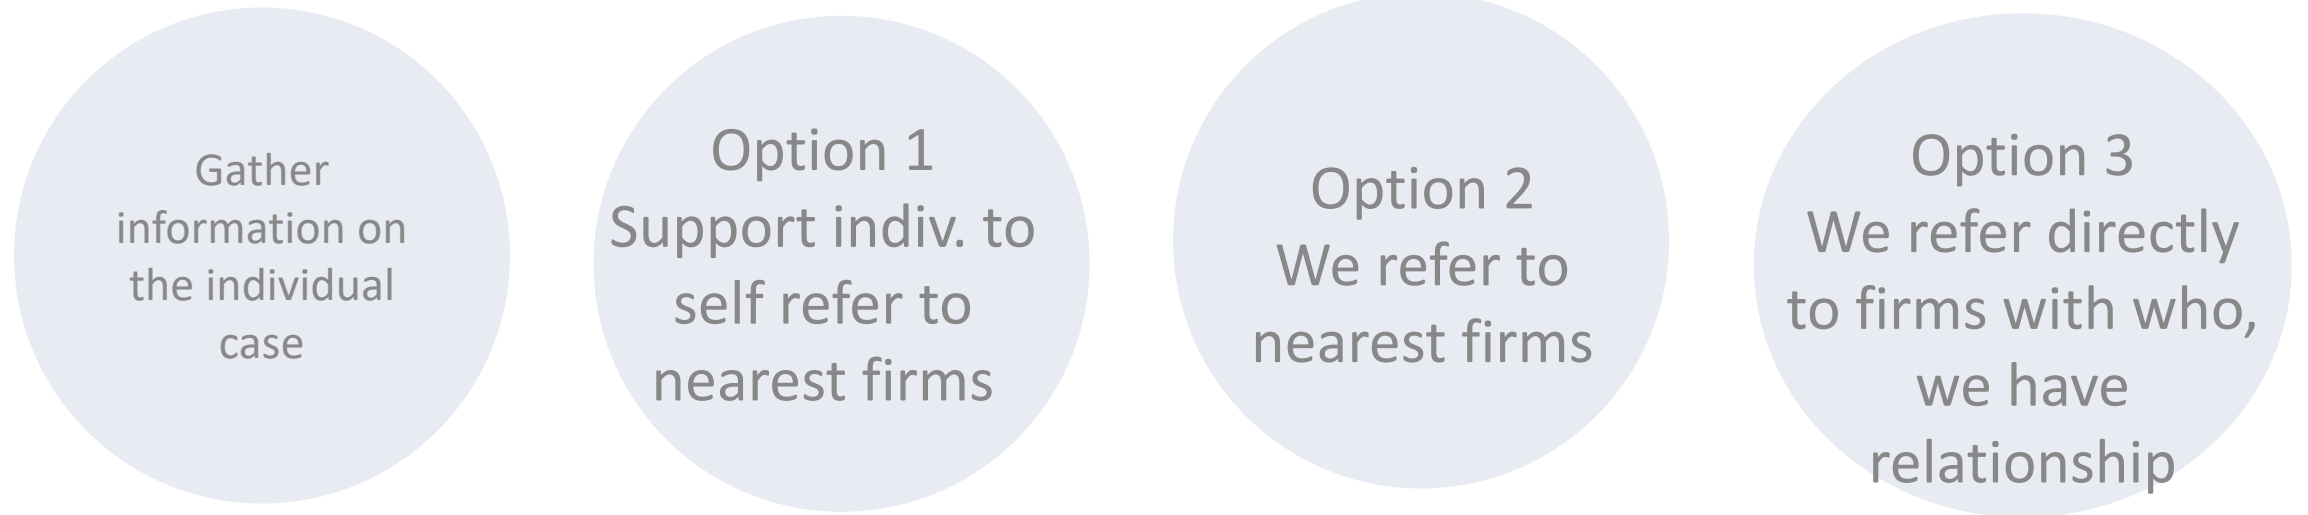 Gather
information on
the individual
case
Option 1
Support indiv. to
self refer to
nearest firms
Option 2
We refer to
nearest firms
Option 3
We refer directly
to firms with who,
we have
relationship